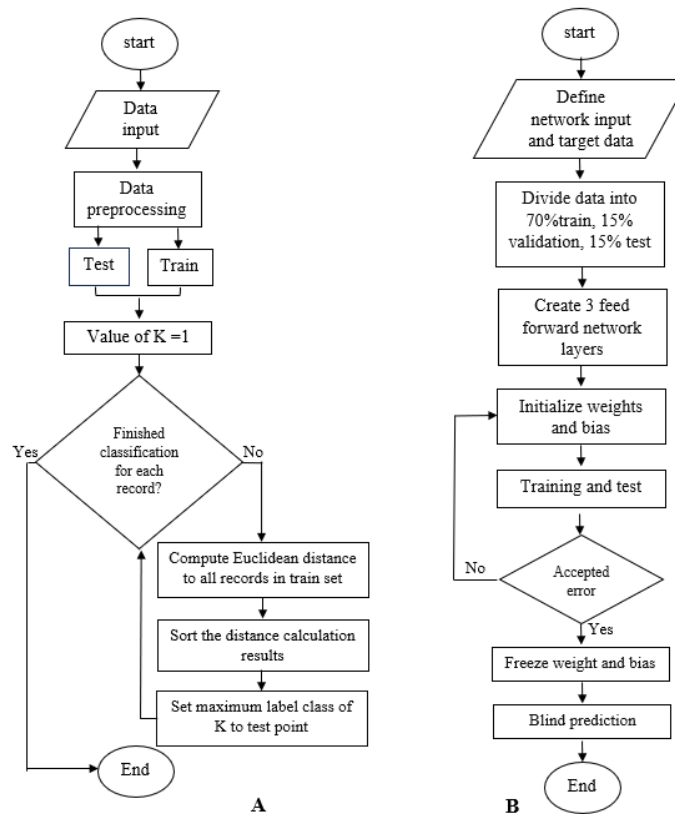 start
Data
input
Data
preprocessing
Test
Train
Value of K =1
Finished
classification
for each
record?
Yes
No
Compute Euclidean distance
to all records in train set
Sort the distance calculation
results
Set maximum label class of
K to test point
End
A
start
Define
network input
and target data
Divide data into
70%train, 15%
validation, 15% test
Create 3 feed
forward network
layers
Initialize weights
and bias
Training and test
No
Accepted
error
Yes
Freeze weight and bias
Blind prediction
End
B